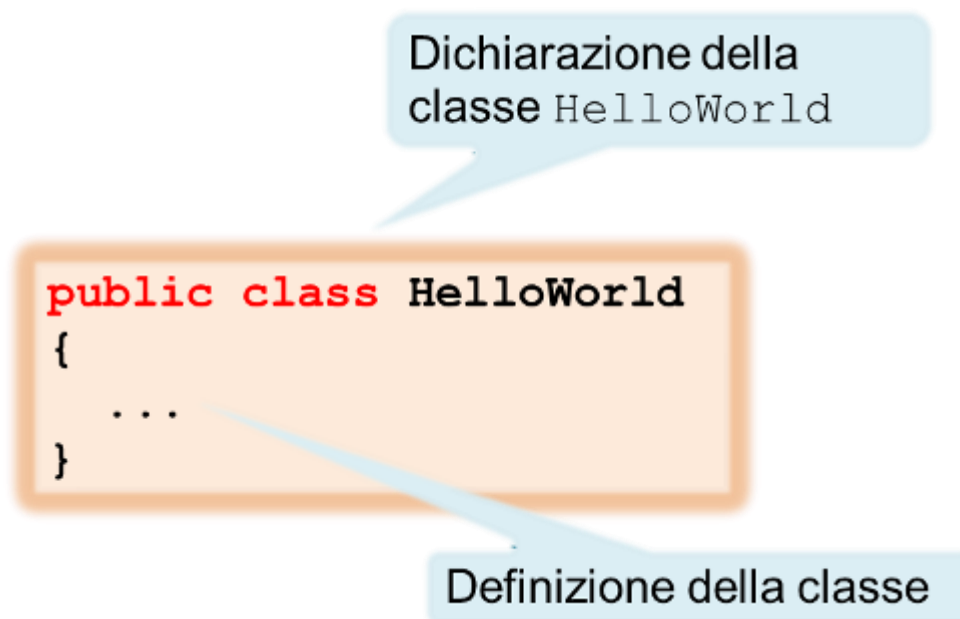 Dichiarazione della
classe HelloWorld
public class HelloWorld
{
...
}
Definizione della classe